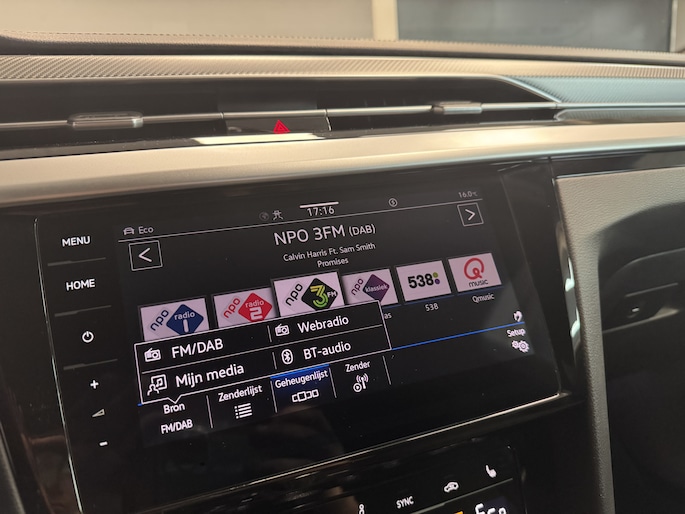 MENU
HOME
Eco
17:16
16.0°C
NPO 3FM (DAB)
Calvin Harris Ft. Sam Smith
Promises
npo radio 1
npo radio 2
npo 3FM
npo klassiek
538
Q music
538
Qmusic
FM/DAB
Webradio
Mijn media
BT-audio
Bron
FM/DAB
Zenderlijst
Geheugenlijst
Zender
Setup
SYNC